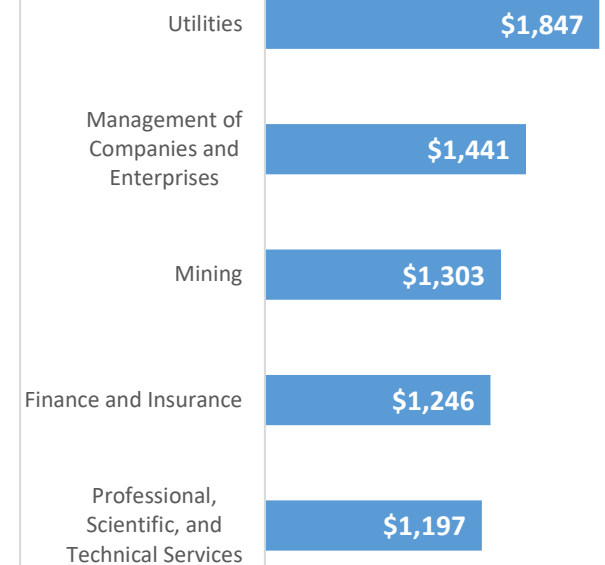 Utilities
$1,847
Management of
Companies and
Enterprises
$1,441
Mining
$1,303
Finance and Insurance
$1,246
Professional,
Scientific, and
Technical Services
$1,197